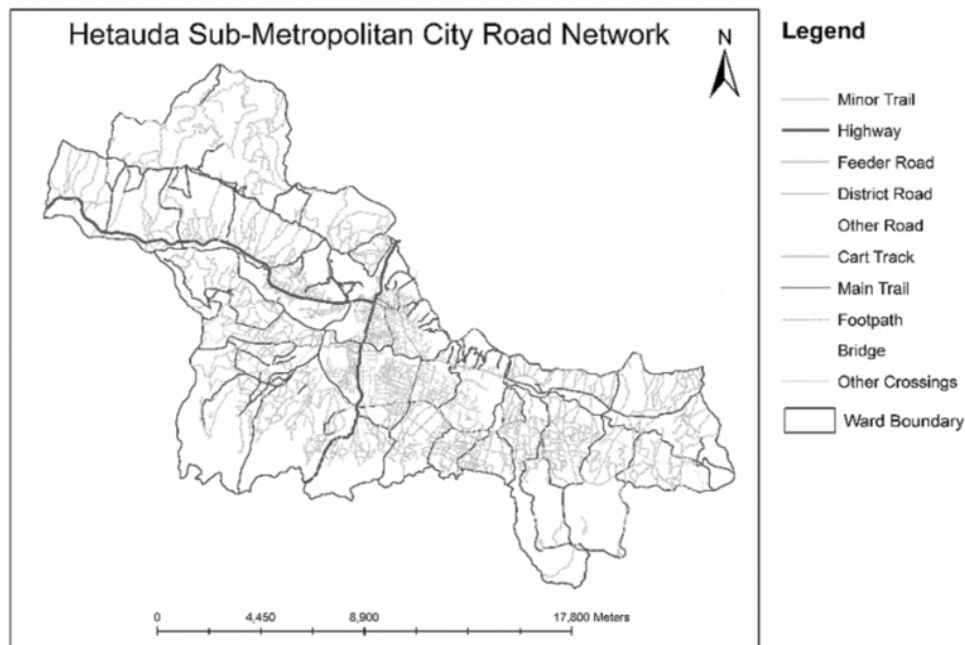 Hetauda Sub-Metropolitan City Road Network
N
Legend
Minor Trail
Highway
Feeder Road
District Road
Other Road
Cart Track
Main Trail
Footpath
Bridge
Other Crossings
Ward Boundary
0 4,450 8,900 17,800 Meters